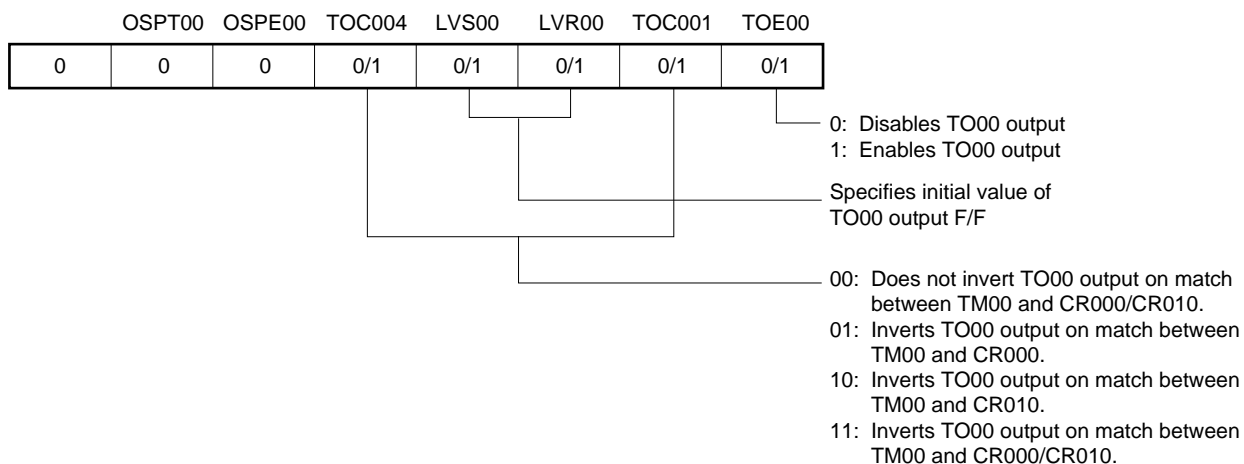 OSPT00 OSPE00 TOC004 LVS00 LVR00 TOC001 TOE00
0 0 0 0/1 0/1 0/1 0/1 0/1
0: Disables TO00 output
1: Enables TO00 output
Specifies initial value of
TO00 output F/F
00: Does not invert TO00 output on match
between TM00 and CR000/CR010.
01: Inverts TO00 output on match between
TM00 and CR000.
10: Inverts TO00 output on match between
TM00 and CR010.
11: Inverts TO00 output on match between
TM00 and CR000/CR010.